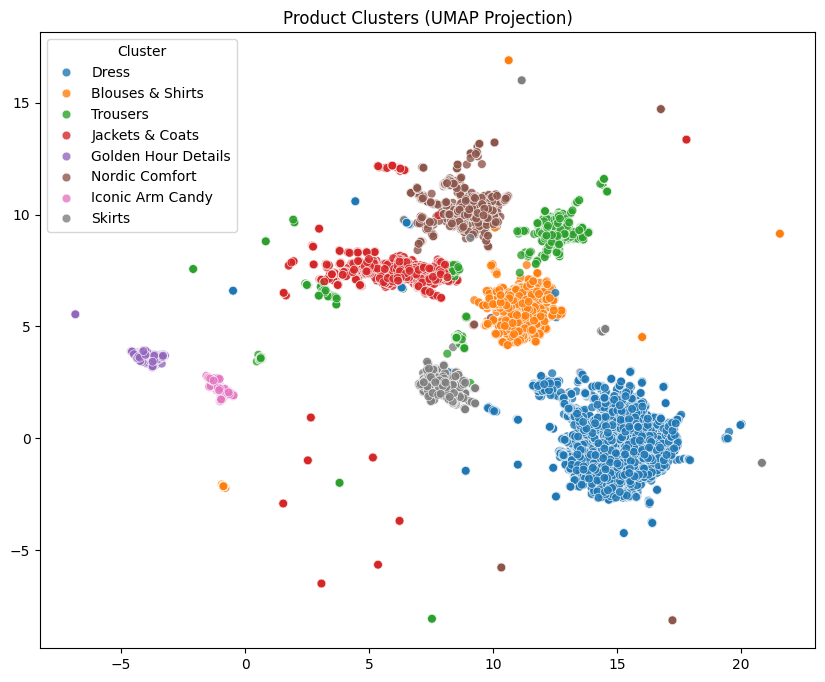 Product Clusters (UMAP Projection)
Cluster
Dress
Blouses & Shirts
Trousers
Jackets & Coats
Golden Hour Details
Nordic Comfort
Iconic Arm Candy
Skirts
15
10
5
0
−5
−5
0
5
10
15
20